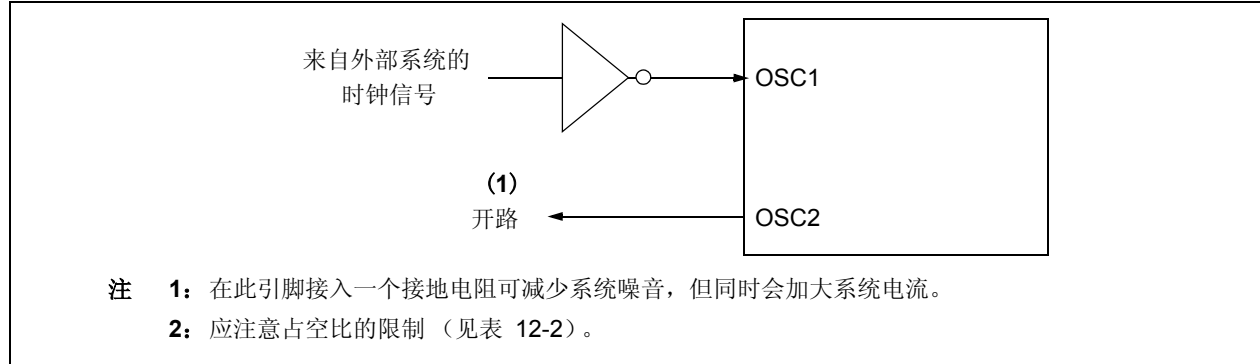 来自外部系统的
时钟信号
OSC1
（1）
开路
OSC2
注 1：在此引脚接入一个接地电阻可减少系统噪音，但同时会加大系统电流。
2：应注意占空比的限制（见表 12-2）。